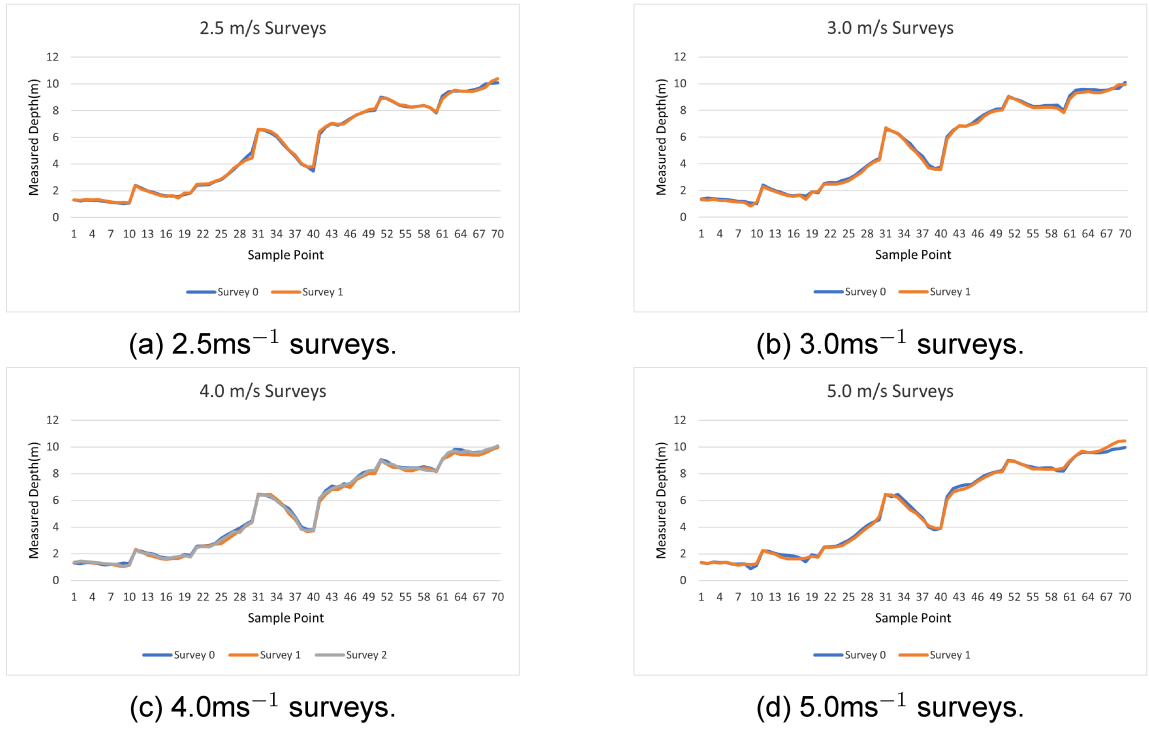 2.5 m/s Surveys
Measured Depth(m)
12
10
8
6
4
2
0
1 4 7 10 13 16 19 22 25 28 31 34 37 40 43 46 49 52 55 58 61 64 67 70
Sample Point
Survey 0 Survey 1
(a) 2.5ms⁻¹ surveys.
3.0 m/s Surveys
Measured Depth(m)
12
10
8
6
4
2
0
1 4 7 10 13 16 19 22 25 28 31 34 37 40 43 46 49 52 55 58 61 64 67 70
Sample Point
Survey 0 Survey 1
(b) 3.0ms⁻¹ surveys.
4.0 m/s Surveys
Measured Depth(m)
12
10
8
6
4
2
0
1 4 7 10 13 16 19 22 25 28 31 34 37 40 43 46 49 52 55 58 61 64 67 70
Sample Point
Survey 0 Survey 1 Survey 2
(c) 4.0ms⁻¹ surveys.
5.0 m/s Surveys
Measured Depth(m)
12
10
8
6
4
2
0
1 4 7 10 13 16 19 22 25 28 31 34 37 40 43 46 49 52 55 58 61 64 67 70
Sample Point
Survey 0 Survey 1
(d) 5.0ms⁻¹ surveys.